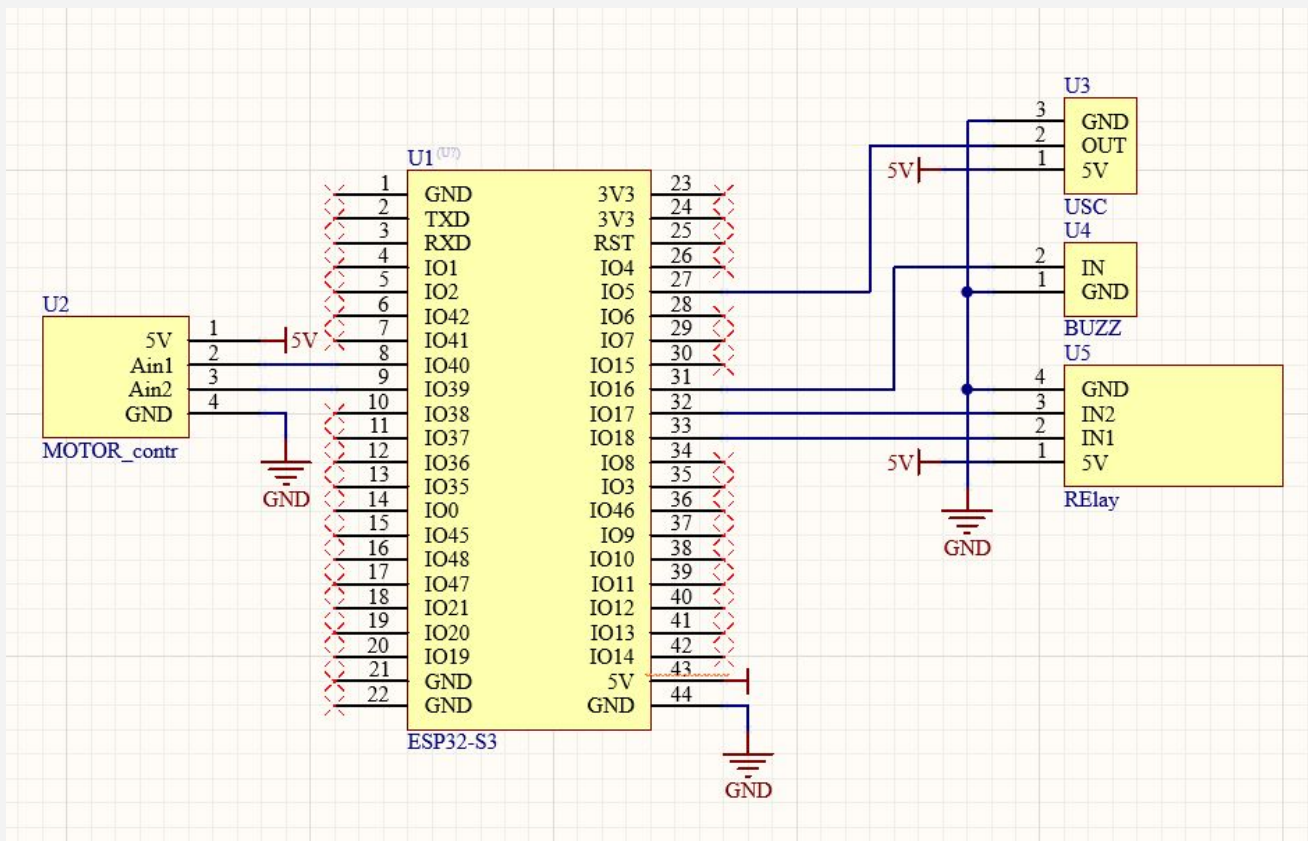 U2
5V 1 5V
Ain1 2
Ain2 3
GND 4
MOTOR_contr
GND
U1 (U7)
1 GND 3V3 23
2 TXD 3V3 24
3 RXD RST 25
4 IO1 IO4 26
5 IO2 IO5 27
6 IO42 IO6 28
7 IO41 IO7 29
8 IO40 IO15 30
9 IO39 IO16 31
10 IO38 IO17 32
11 IO37 IO18 33
12 IO36 IO8 34
13 IO35 IO3 35
14 IO0 IO46 36
15 IO45 IO9 37
16 IO48 IO10 38
17 IO47 IO11 39
18 IO21 IO12 40
19 IO20 IO13 41
20 IO19 IO14 42
21 GND 5V 43
22 GND GND 44
ESP32-S3
GND
U3
3 GND
2 OUT
5V 1 5V
USC
U4
2 IN
1 GND
BUZZ
U5
4 GND
3 IN2
2 IN1
5V 1 5V
RElay
GND